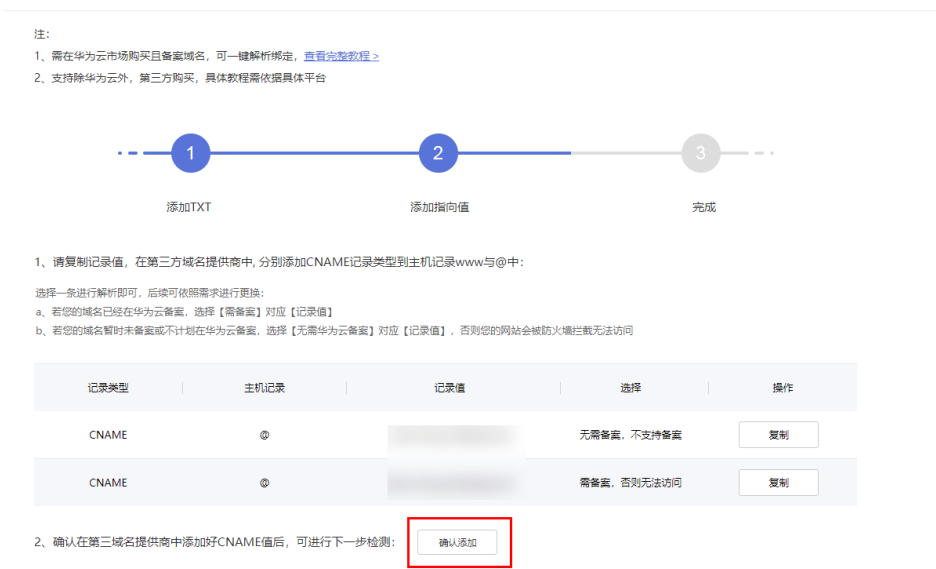 注：
1、需在华为云市场购买且备案域名，可一键解析绑定，查看完整教程 >
2、支持除华为云外，第三方购买，具体教程需依据具体平台
1 2 3
添加TXT 添加指向值 完成
1、请复制记录值，在第三方域名提供商中, 分别添加CNAME记录类型到主机记录www与@中：
选择一条进行解析即可，后续可依照需求进行更换：
a、若您的域名已经在华为云备案，选择【需备案】对应【记录值】
b、若您的域名暂时未备案或不计划在华为云备案，选择【无需华为云备案】对应【记录值】，否则您的网站会被防火墙拦截无法访问
记录类型 主机记录 记录值 选择 操作
CNAME @ 无需备案，不支持备案 复制
CNAME @ 需备案，否则无法访问 复制
2、确认在第三域名提供商中添加好CNAME值后，可进行下一步检测： 确认添加